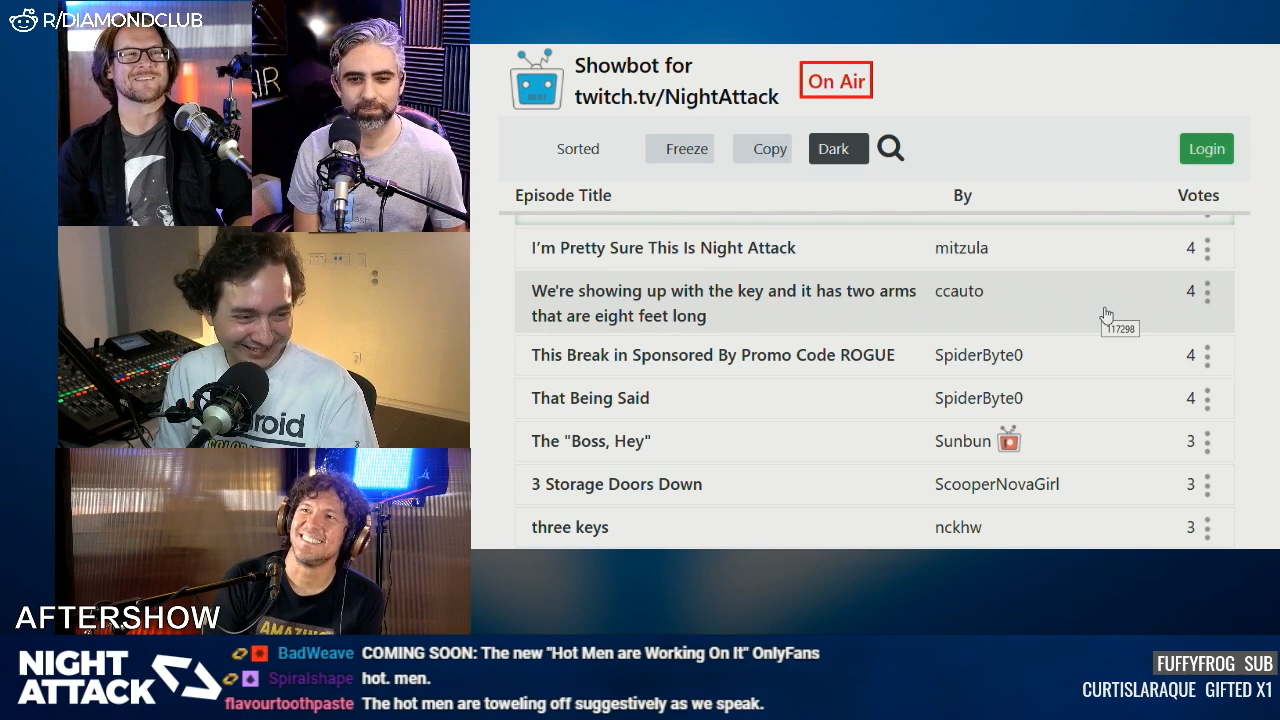 R/DIAMONDCLUB
Showbot for
twitch.tv/NightAttack
On Air
Sorted Freeze Copy Dark Login
Episode Title By Votes
I'm Pretty Sure This Is Night Attack mitzula 4
We're showing up with the key and it has two arms ccauto 4
that are eight feet long
117298
This Break in Sponsored By Promo Code ROGUE SpiderByte0 4
That Being Said SpiderByte0 4
The "Boss, Hey" Sunbun 3
3 Storage Doors Down ScooperNovaGirl 3
three keys nckhw 3
AFTERSHOW
NIGHT
ATTACK
BadWeave COMING SOON: The new "Hot Men are Working On It" OnlyFans
Spiralshape hot. men.
flavourtoothpaste The hot men are toweling off suggestively as we speak.
FUFFYFROG SUB
CURTISLARAQUE GIFTED X1